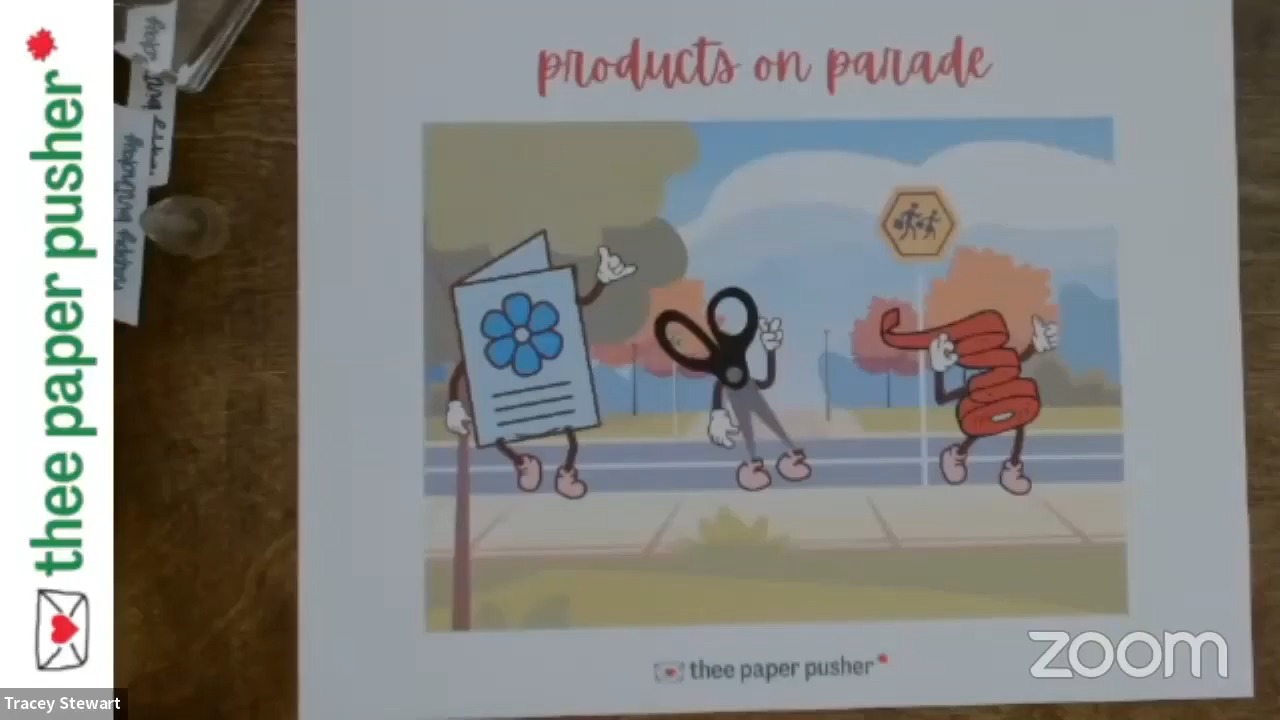 thee paper pusher
products on parade
thee paper pusher
zoom
Tracey Stewart